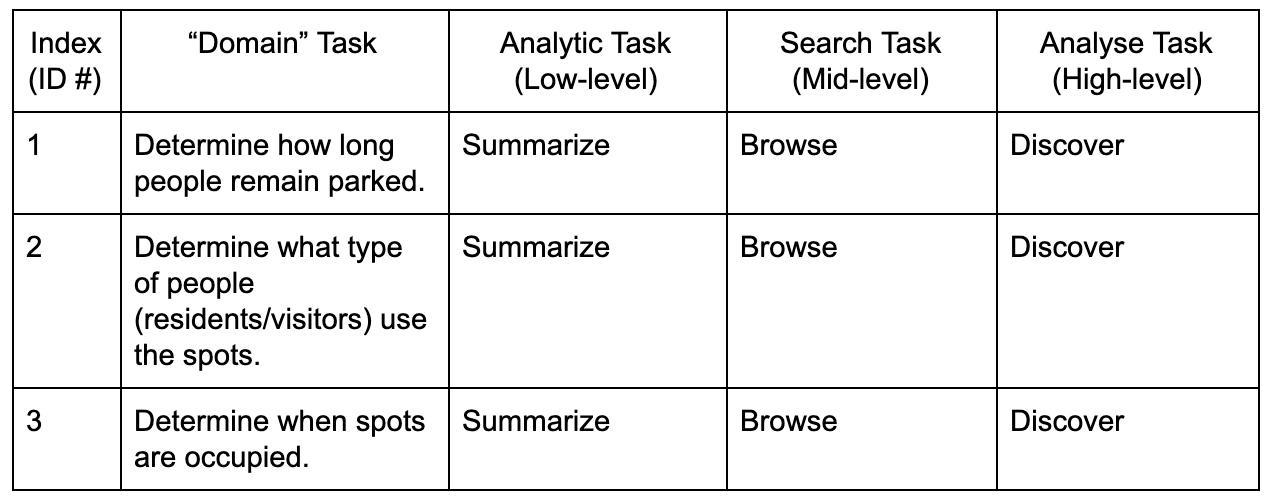 Index “Domain” Task Analytic Task Search Task Analyse Task
(ID #) (Low-level) (Mid-level) (High-level)
1 Determine how long Summarize Browse Discover
people remain parked.
2 Determine what type Summarize Browse Discover
of people
(residents/visitors) use
the spots.
3 Determine when spots Summarize Browse Discover
are occupied.